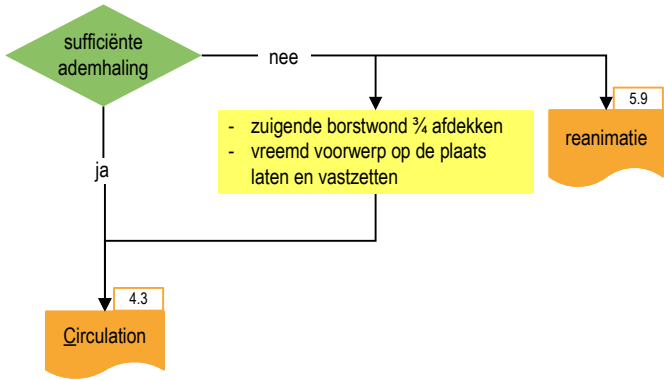 sufficiënte
ademhaling
nee
5.9
reanimatie
- zuigende borstwond ¾ afdekken
- vreemd voorwerp op de plaats
laten en vastzetten
ja
4.3
Circulation